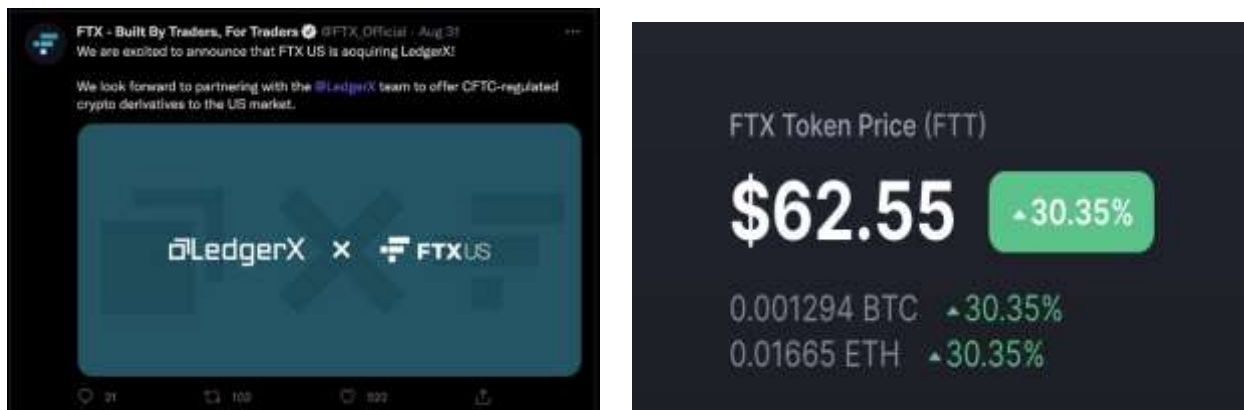 FTX - Built By Traders, For Traders @FTX_Official · Aug 31
We are excited to announce that FTX US is acquiring LedgerX!
We look forward to partnering with the @LedgerX team to offer CFTC-regulated
crypto derivatives to the US market.
LedgerX × FTX US
FTX Token Price (FTT)
$62.55 30.35%
0.001294 BTC 30.35%
0.01665 ETH 30.35%